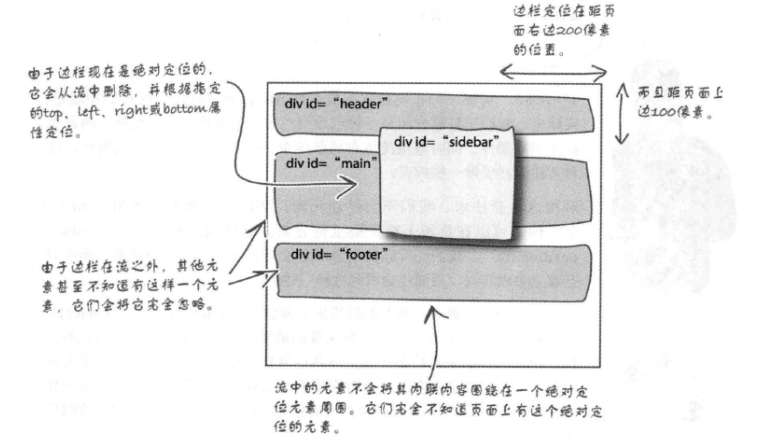 边栏定位在距页
面右边200像素
的位置。
由于边栏现在是绝对定位的，
它会从流中删除，并根据指定
的top、left、right或bottom属
性定位。
而且距页面上
边100像素。
div id= “header”
div id= “sidebar”
div id= “main”
div id= “footer”
由于边栏在流之外，其他元
素甚至不知道有这样一个元
素，它们会将它完全忽略。
流中的元素不会将其内联内容围绕在一个绝对定
位元素周围。它们完全不知道页面上有这个绝对定
位的元素。